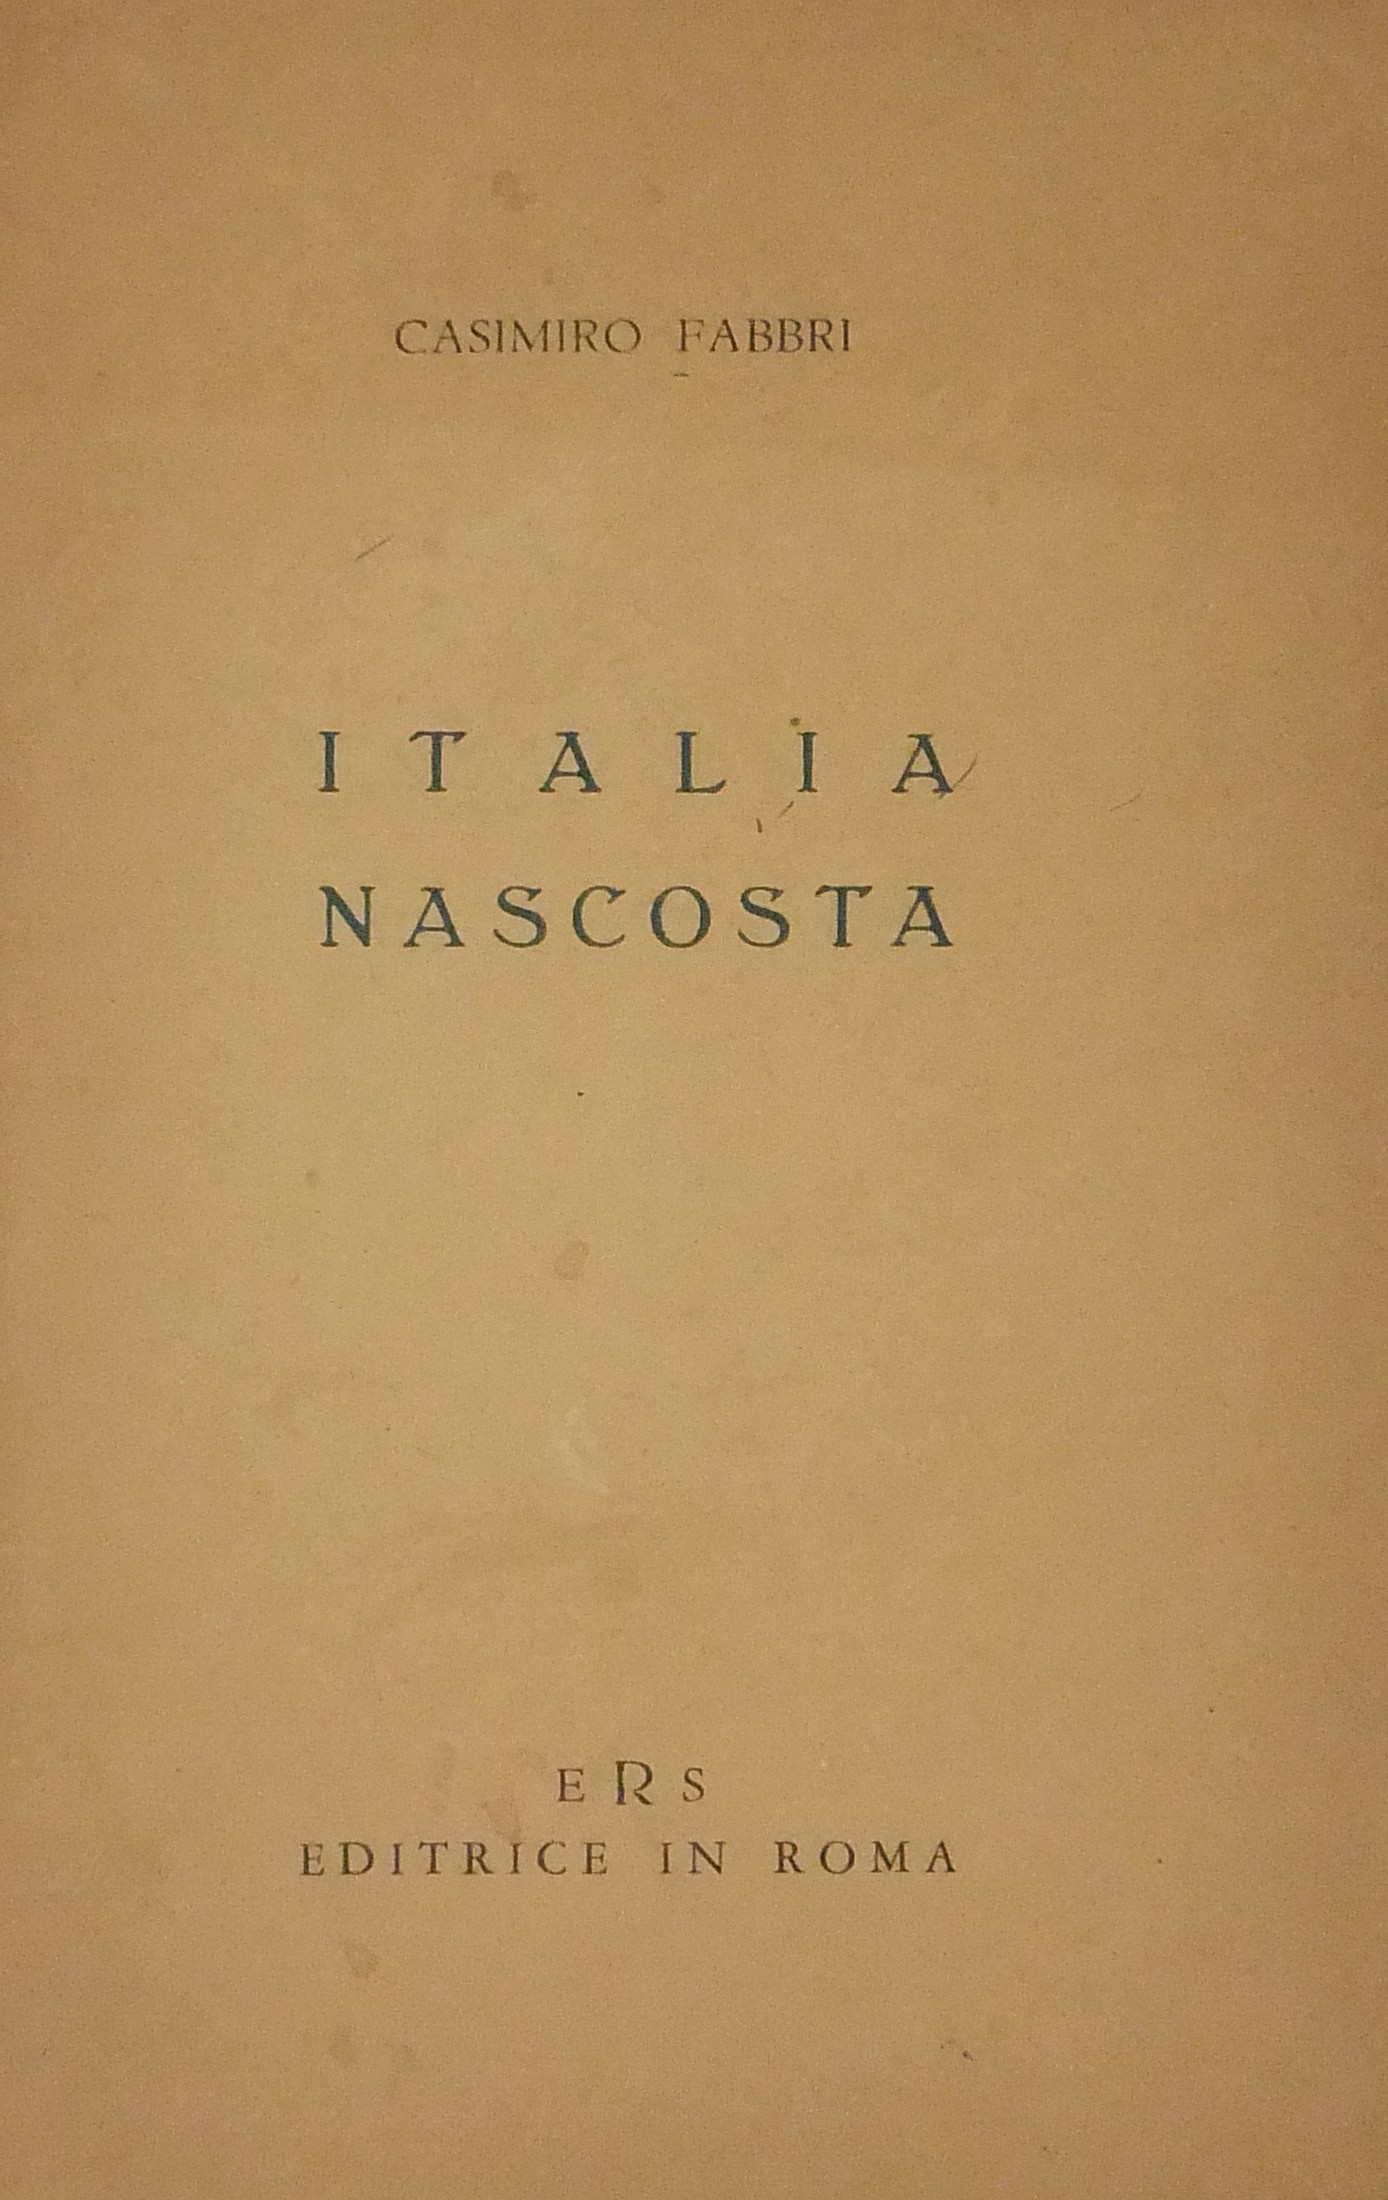 CASIMIRO FABBRI
ITALIA
NASCOSTA
ERS
EDITRICE IN ROMA